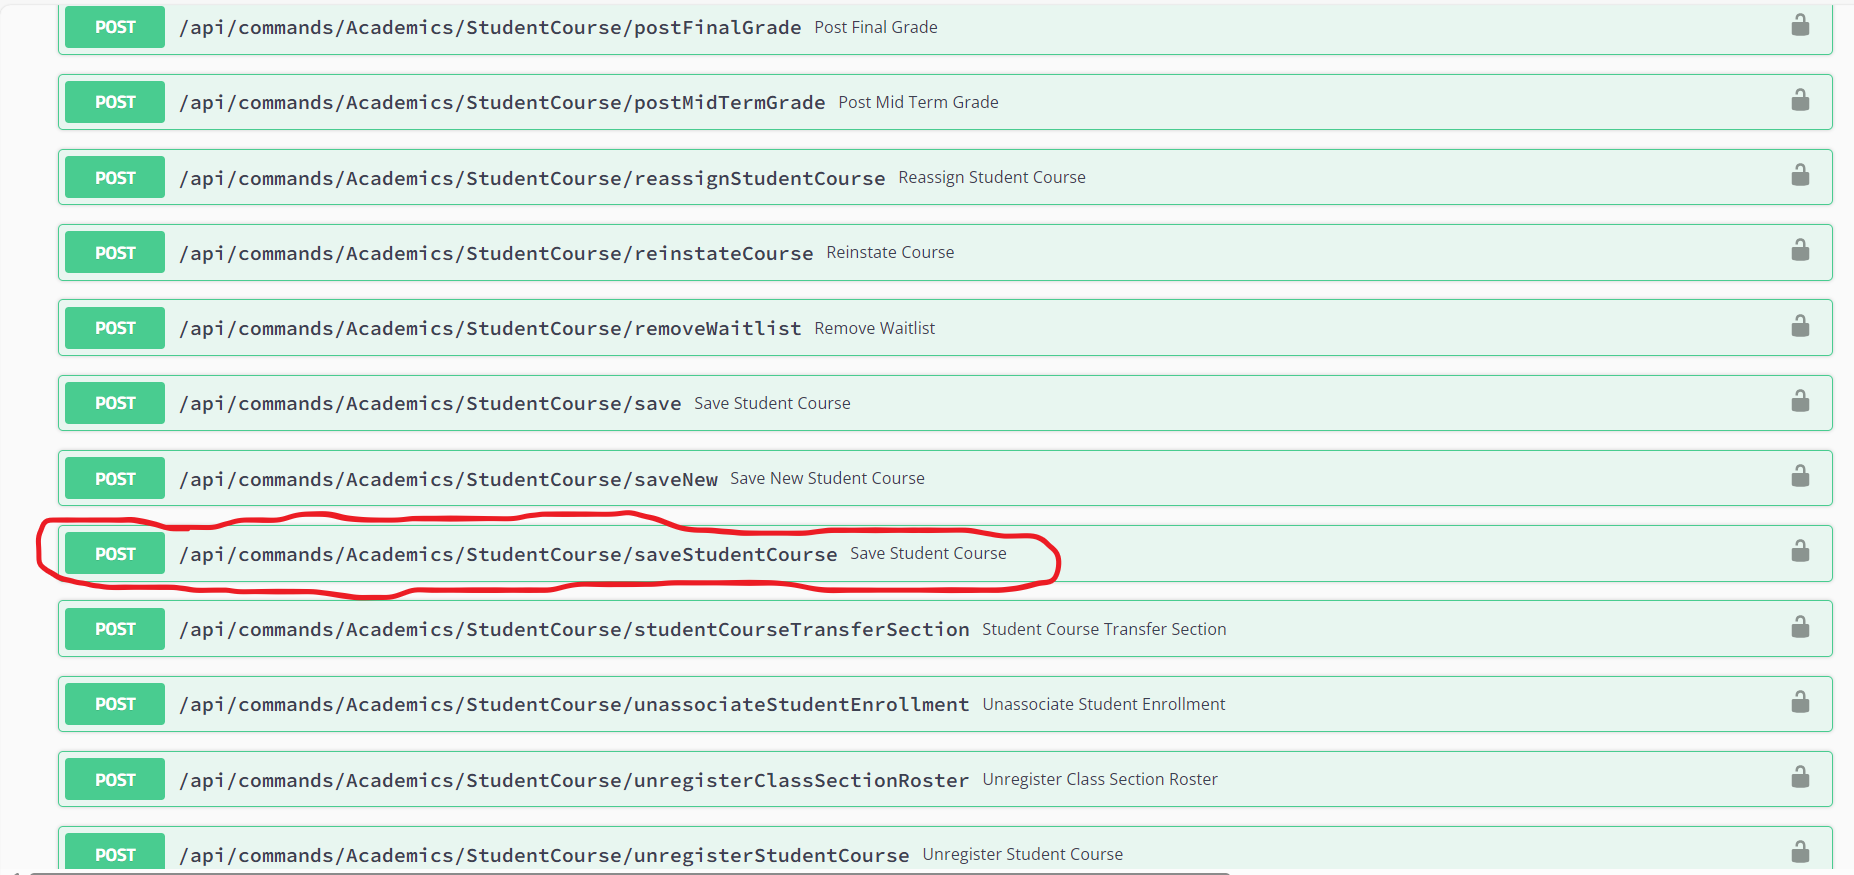 POST /api/commands/Academics/StudentCourse/postFinalGrade Post Final Grade
POST /api/commands/Academics/StudentCourse/postMidTermGrade Post Mid Term Grade
POST /api/commands/Academics/StudentCourse/reassignStudentCourse Reassign Student Course
POST /api/commands/Academics/StudentCourse/reinstateCourse Reinstate Course
POST /api/commands/Academics/StudentCourse/removeWaitlist Remove Waitlist
POST /api/commands/Academics/StudentCourse/save Save Student Course
POST /api/commands/Academics/StudentCourse/saveNew Save New Student Course
POST /api/commands/Academics/StudentCourse/saveStudentCourse Save Student Course
POST /api/commands/Academics/StudentCourse/studentCourseTransferSection Student Course Transfer Section
POST /api/commands/Academics/StudentCourse/unassociateStudentEnrollment Unassociate Student Enrollment
POST /api/commands/Academics/StudentCourse/unregisterClassSectionRoster Unregister Class Section Roster
POST /api/commands/Academics/StudentCourse/unregisterStudentCourse Unregister Student Course